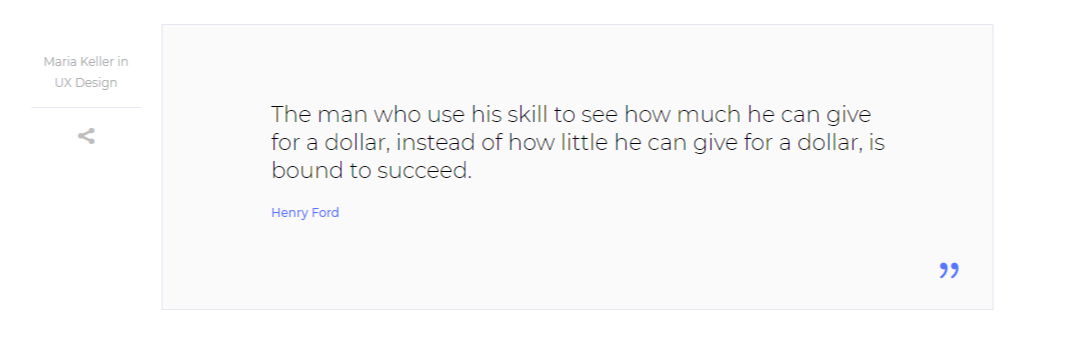 Maria Keller in
UX Design
The man who use his skill to see how much he can give
for a dollar, instead of how little he can give for a dollar, is
bound to succeed.
Henry Ford
”